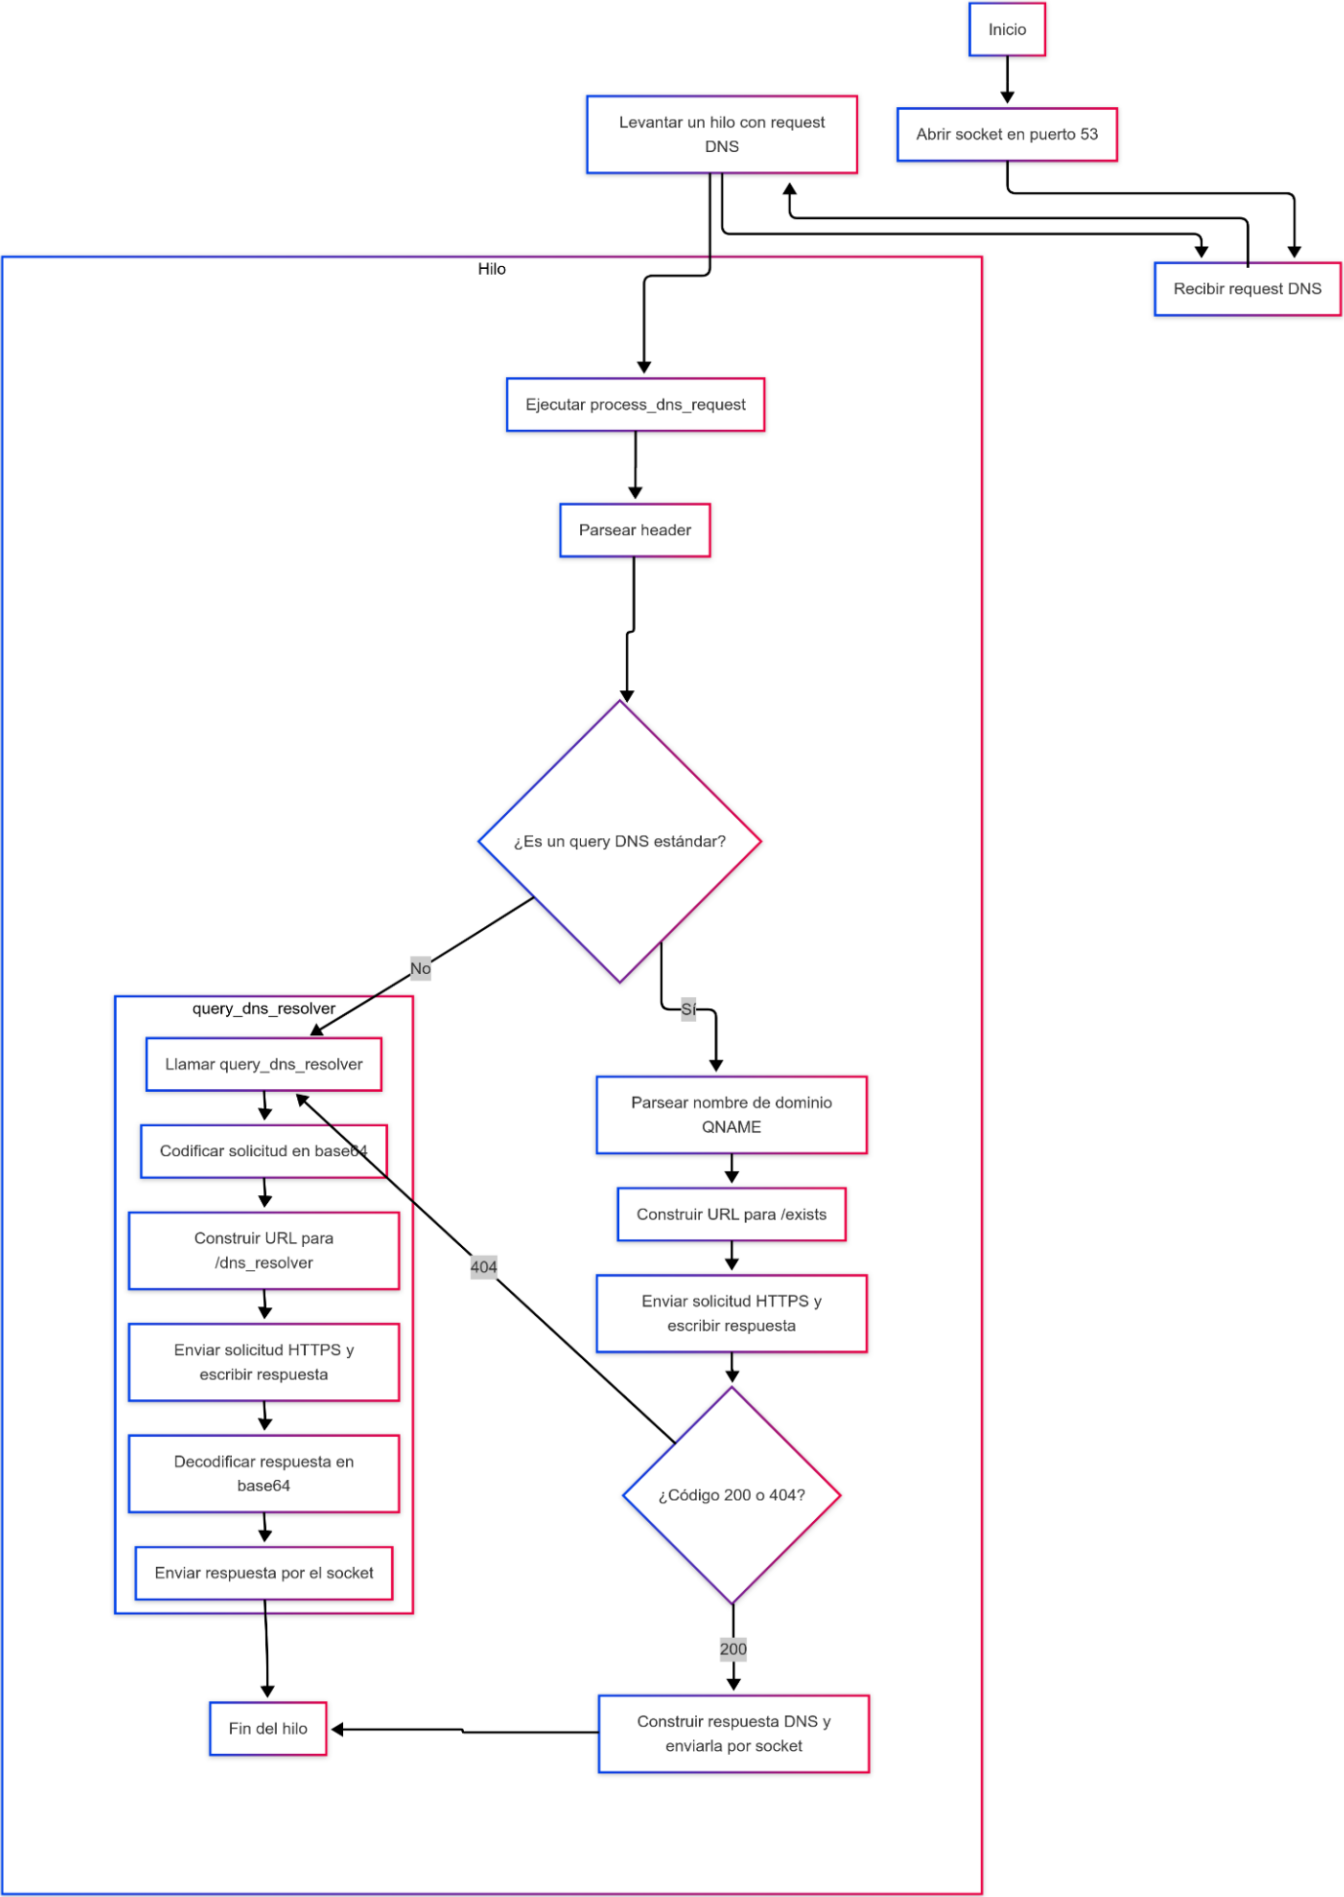 Inicio
Levantar un hilo con request
DNS
Abrir socket en puerto 53
Hilo
Recibir request DNS
Ejecutar process_dns_request
Parsear header
¿Es un query DNS estándar?
No
Sí
query_dns_resolver
Llamar query_dns_resolver
Codificar solicitud en base64
Construir URL para
/dns_resolver
Enviar solicitud HTTPS y
escribir respuesta
Decodificar respuesta en
base64
Enviar respuesta por el socket
Parsear nombre de dominio
QNAME
Construir URL para /exists
Enviar solicitud HTTPS y
escribir respuesta
404
¿Código 200 o 404?
200
Construir respuesta DNS y
enviarla por socket
Fin del hilo